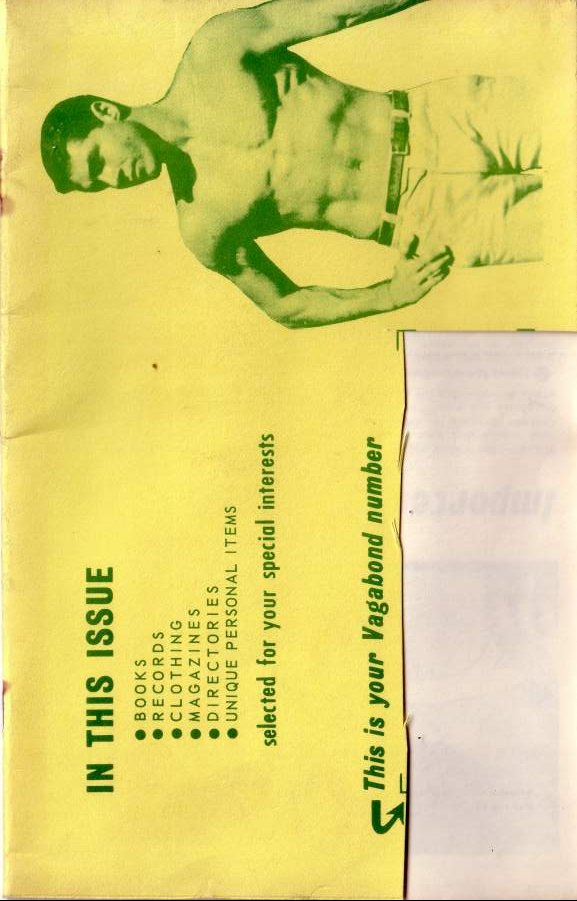 IN THIS ISSUE
● BOOKS
● RECORDS
● CLOTHING
● MAGAZINES
● DIRECTORIES
● UNIQUE PERSONAL ITEMS
selected for your special interests
This is your Vagabond number